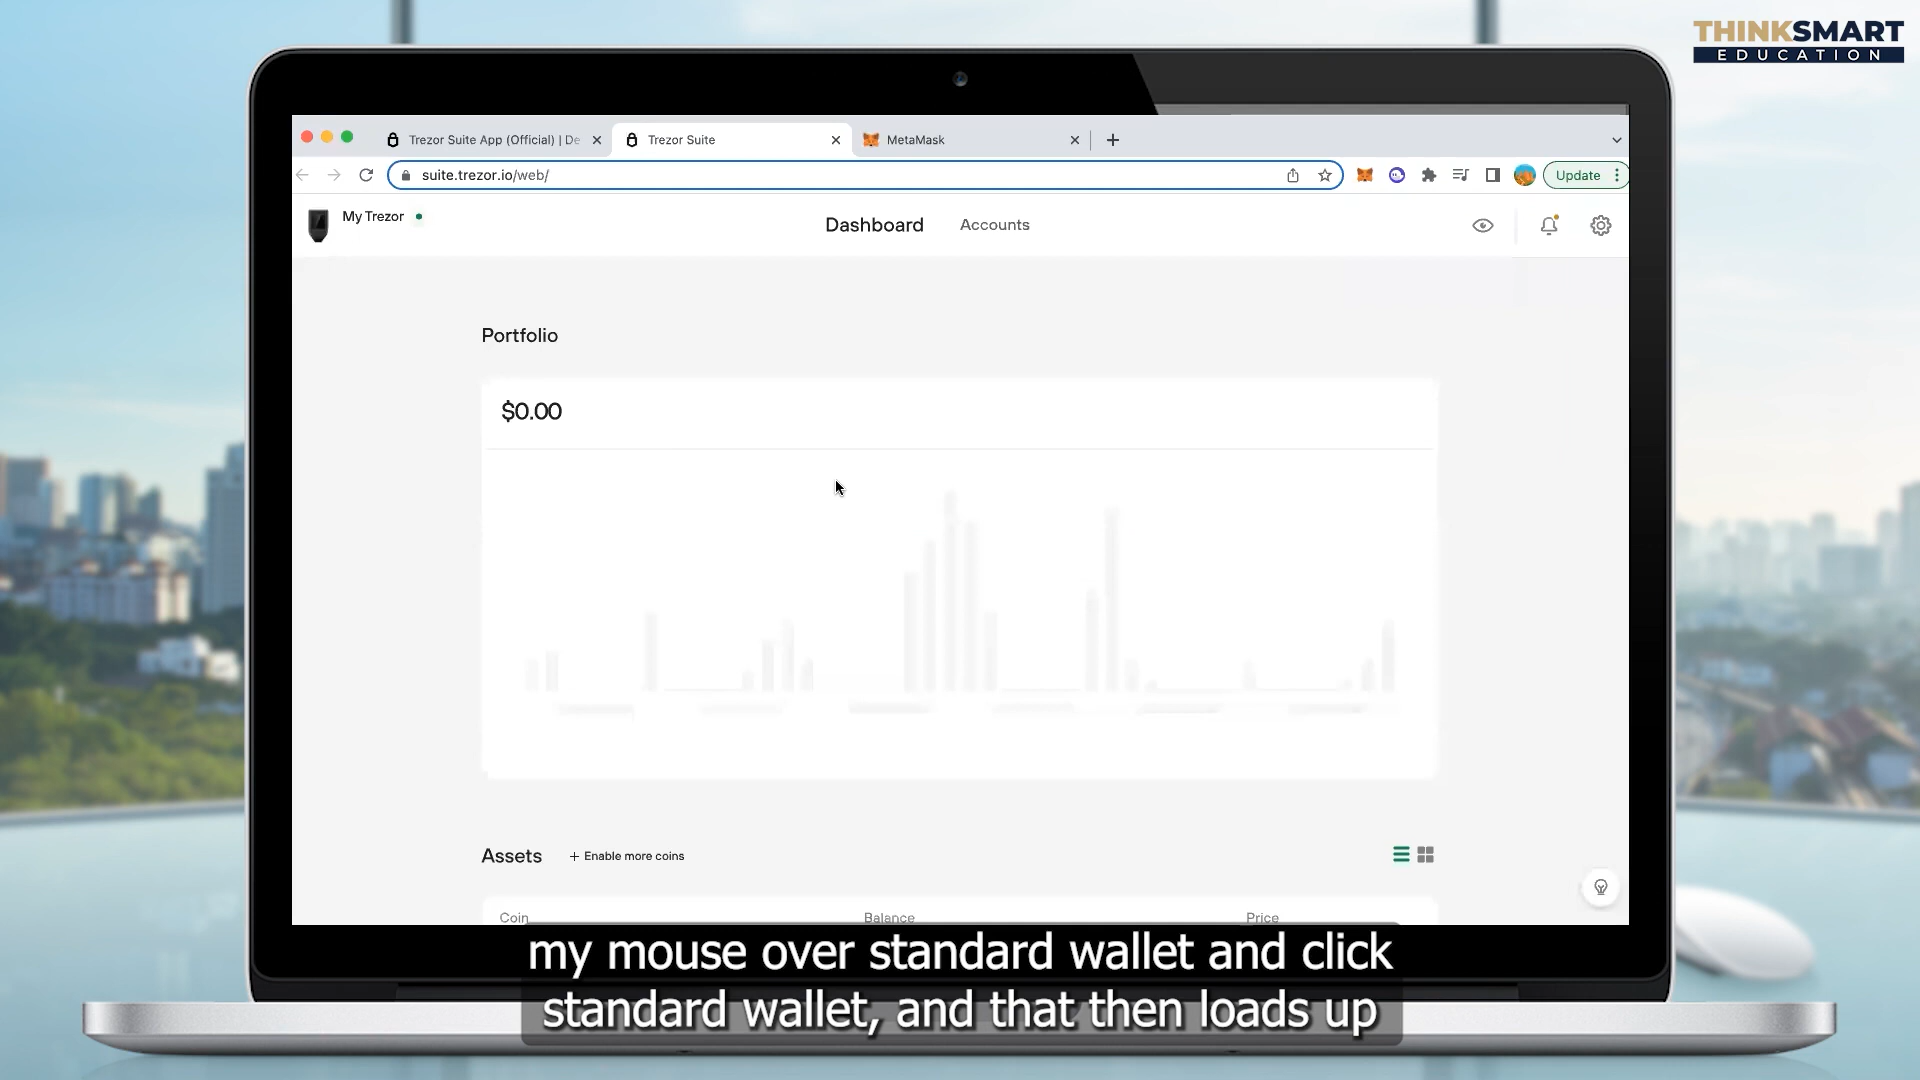 THINKSMART
EDUCATION
Trezor Suite App (Official) | De
Trezor Suite
MetaMask
suite.trezor.io/web/
Update
My Trezor
Dashboard
Accounts
Portfolio
$0.00
Assets
+ Enable more coins
Coin
Balance
Price
my mouse over standard wallet and click
standard wallet, and that then loads up